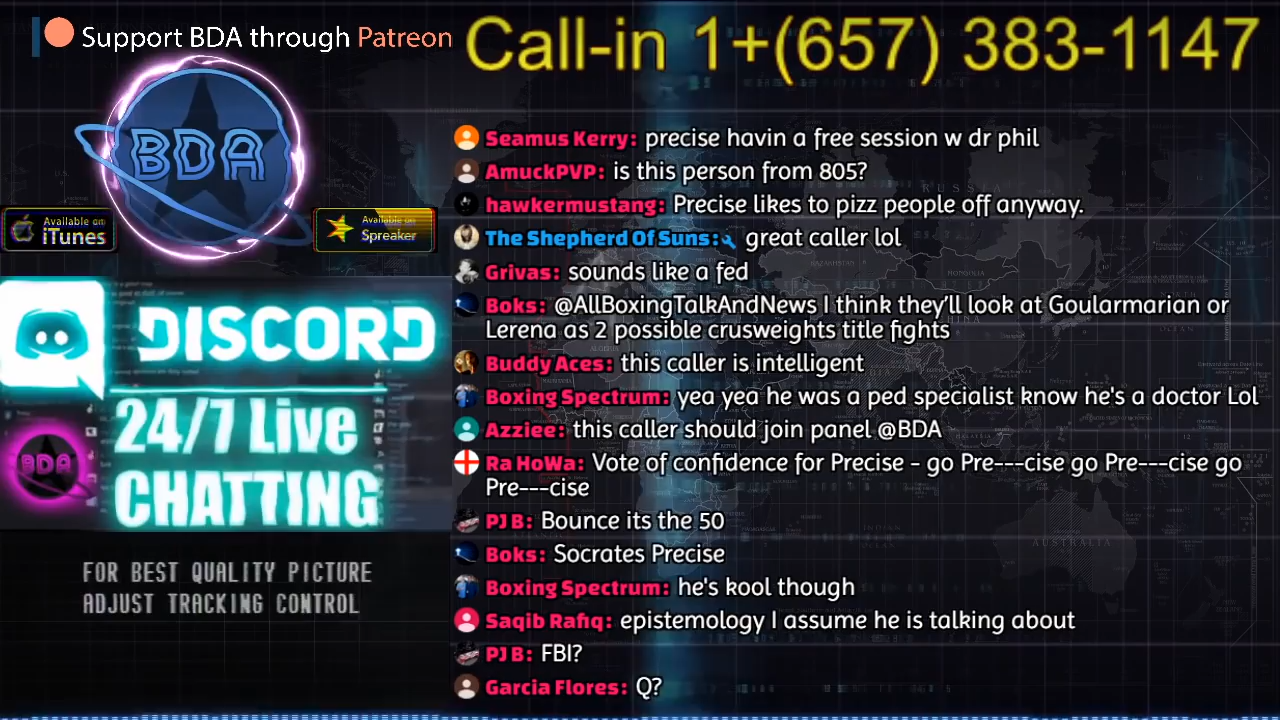 Support BDA through Patreon
Call-in 1+(657) 383-1147
BDA
Available on
iTunes
Available on
Spreaker
DISCORD
24/7 Live
CHATTING
BDA
FOR BEST QUALITY PICTURE
ADJUST TRACKING CONTROL
Seamus Kerry: precise havin a free session w dr phil
AmuckPVP: is this person from 805?
hawkermustang: Precise likes to pizz people off anyway.
The Shepherd Of Suns: great caller lol
Grivas: sounds like a fed
Boks: @AllBoxingTalkAndNews I think they'll look at Goularmarian or
Lerena as 2 possible crusweights title fights
Buddy Aces: this caller is intelligent
Boxing Spectrum: yea yea he was a ped specialist know he's a doctor Lol
Azziee: this caller should join panel @BDA
Ra HoWa: Vote of confidence for Precise - go Pre---cise go Pre---cise go
Pre---cise
PJ B: Bounce its the 50
Boks: Socrates Precise
Boxing Spectrum: he's kool though
Saqib Rafiq: epistemology I assume he is talking about
PJ B: FBI?
Garcia Flores: Q?
RUSSIA
KAZAKHSTAN
MONGOLIA
CHINA
AUSTRALIA